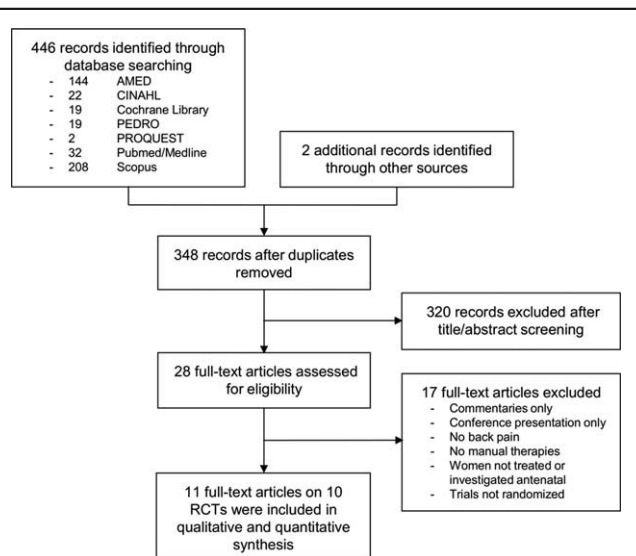 446 records identified through
database searching
- 144 AMED
- 22 CINAHL
- 19 Cochrane Library
- 19 PEDRO
- 2 PROQUEST
- 32 Pubmed/Medline
- 208 Scopus
2 additional records identified
through other sources
348 records after duplicates
removed
320 records excluded after
title/abstract screening
28 full-text articles assessed
for eligibility
17 full-text articles excluded
- Commentaries only
- Conference presentation only
- No back pain
- No manual therapies
- Women not treated or
investigated antenatal
- Trials not randomized
11 full-text articles on 10
RCTs were included in
qualitative and quantitative
synthesis